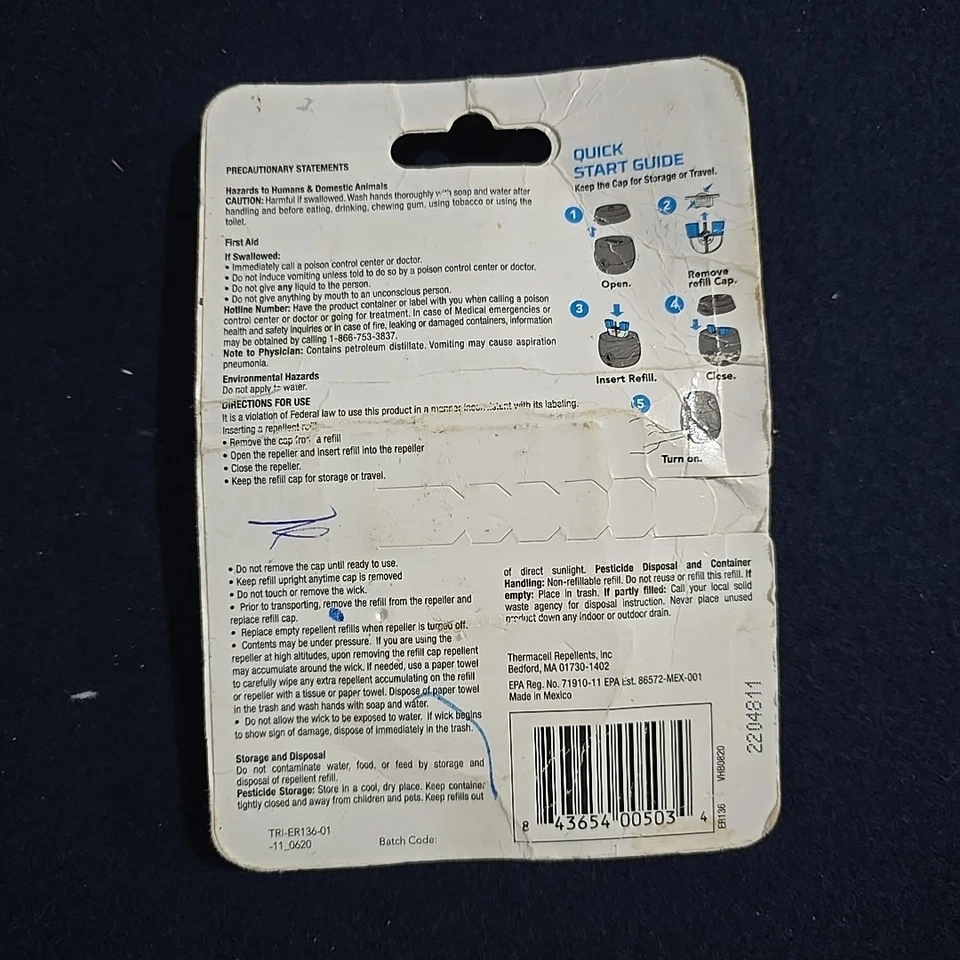 PRECAUTIONARY STATEMENTS
Hazards to Humans & Domestic Animals
CAUTION: Harmful if swallowed. Wash hands thoroughly with soap and water after
handling and before eating, drinking, chewing gum, using tobacco or using the
toilet.
First Aid
If Swallowed:
• Immediately call a poison control center or doctor.
• Do not induce vomiting unless told to do so by a poison control center or doctor.
• Do not give any liquid to the person.
• Do not give anything by mouth to an unconscious person.
Hotline Number: Have the product container or label with you when calling a poison
control center or doctor or going for treatment. In case of Medical emergencies or
health and safety inquiries or in case of fire, leaking or damaged containers, information
may be obtained by calling 1-866-753-3837.
Note to Physician: Contains petroleum distillate. Vomiting may cause aspiration
pneumonia.
Environmental Hazards
Do not apply to water.
DIRECTIONS FOR USE
It is a violation of Federal law to use this product in a manner inconsistent with its labeling.
Inserting a repellent refill
• Remove the cap from a refill
• Open the repeller and insert refill into the repeller
• Close the repeller.
• Keep the refill cap for storage or travel.
QUICK
START GUIDE
Keep the Cap for Storage or Travel.
1
Open.
2
Remove
refill Cap.
3
Insert Refill.
4
Close.
5
Turn on.
• Do not remove the cap until ready to use.
• Keep refill upright anytime cap is removed
• Do not touch or remove the wick.
• Prior to transporting, remove the refill from the repeller and
replace refill cap.
• Replace empty repellent refills when repeller is turned off.
• Contents may be under pressure. If you are using the
repeller at high altitudes, upon removing the refill cap repellent
may accumulate around the wick. If needed, use a paper towel
to carefully wipe any extra repellent accumulating on the refill
or repeller with a tissue or paper towel. Dispose of paper towel
in the trash and wash hands with soap and water.
• Do not allow the wick to be exposed to water. If wick begins
to show sign of damage, dispose of immediately in the trash.
Storage and Disposal
Do not contaminate water, food, or feed by storage and
disposal of repellent refill.
Pesticide Storage: Store in a cool, dry place. Keep container
tightly closed and away from children and pets. Keep refills out
of direct sunlight. Pesticide Disposal and Container
Handling: Non-refillable refill. Do not reuse or refill this refill. If
empty: Place in trash. If partly filled: Call your local solid
waste agency for disposal instruction. Never place unused
product down any indoor or outdoor drain.
Thermacell Repellents, Inc
Bedford, MA 01730-1402
EPA Reg. No. 71910-11 EPA Est. 86572-MEX-001
Made in Mexico
8 43654 00503 4
ER136 VHB0820
2204811
TRI-ER136-01
-11_0620
Batch Code: